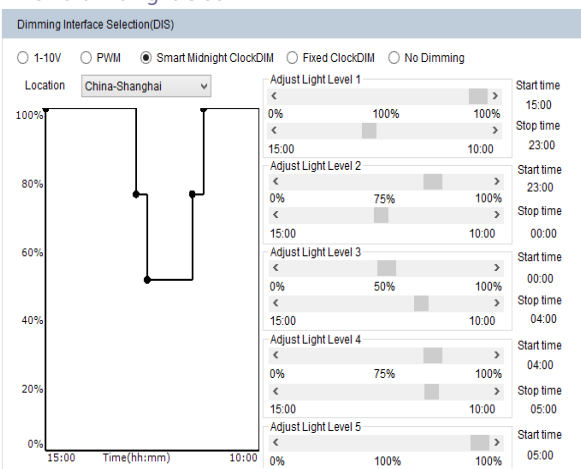 Dimming Interface Selection(DIS)
1-10V PWM Smart Midnight ClockDIM Fixed ClockDIM No Dimming
Location China-Shanghai
100%
80%
60%
40%
20%
0%
15:00 Time(hh:mm) 10:00
Adjust Light Level 1
0% 100% 100%
15:00 10:00
Start time
15:00
Stop time
23:00
Adjust Light Level 2
0% 75% 100%
15:00 10:00
Start time
23:00
Stop time
00:00
Adjust Light Level 3
0% 50% 100%
15:00 10:00
Start time
00:00
Stop time
04:00
Adjust Light Level 4
0% 75% 100%
15:00 10:00
Start time
04:00
Stop time
05:00
Adjust Light Level 5
0% 100% 100%
Start time
05:00